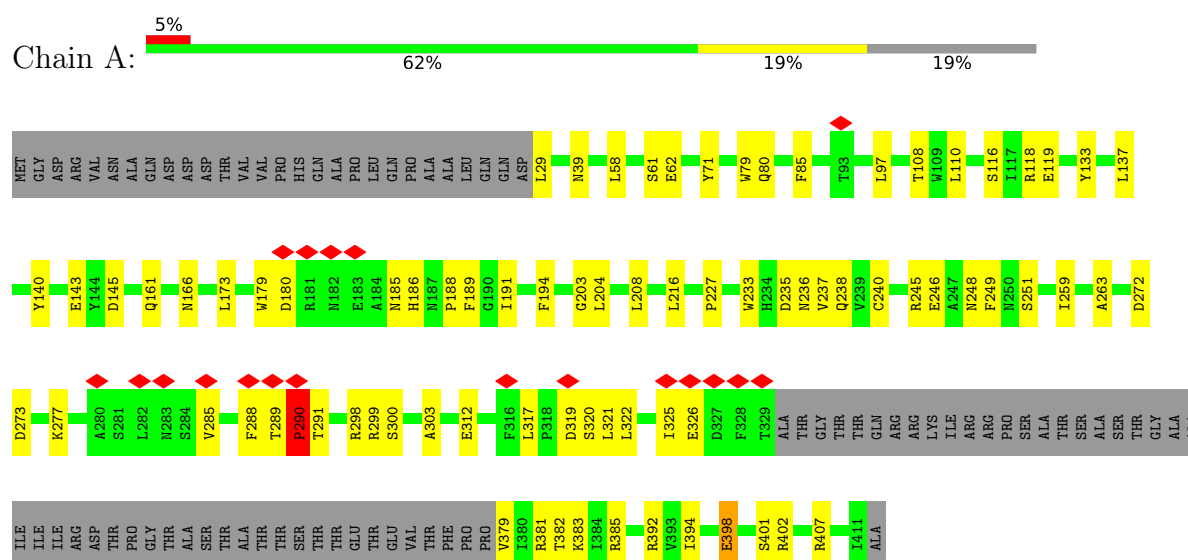 5%
Chain A:
62% 19% 19%
MET GLY ASP ARG VAL ASN ALA GLN ASP ASP ASP THR VAL VAL PRO HIS GLN ALA PRO LEU GLN PRO ALA ALA LEU GLN GLN ASP L29 N39 L58 S61 E62 Y71 W79 Q80 F85 T93 L97 T108 W109 L110 S116 I117 R118 E119 Y133 L137
Y140 E143 Y144 D145 Q161 N166 L173 W179 D180 R181 N182 E183 A184 N185 H186 N187 P188 F189 G190 I191 F194 G203 L204 L208 L216 P227 W233 H234 D235 N236 V237 Q238 V239 C240 R245 E246 A247 N248 F249 N250 S251 I259 A263 D272
D273 K277 A280 S281 L282 N283 S284 V285 F288 T289 P290 T291 R298 R299 S300 A303 E312 F316 L317 P318 D319 S320 L321 L322 I325 E326 D327 F328 T329 ALA THR GLY THR THR GLN ARG ARG LYS ILE ARG ARG PRO SER ALA THR SER ALA SER THR GLY ALA
ILE ILE ILE ARG ASP THR PRO GLY THR ALA SER THR ALA THR THR SER THR THR GLU THR GLU VAL THR PHE PRO PRO V379 I380 R381 T382 K383 I384 R385 R392 V393 I394 E398 S401 R402 R407 I411 ALA